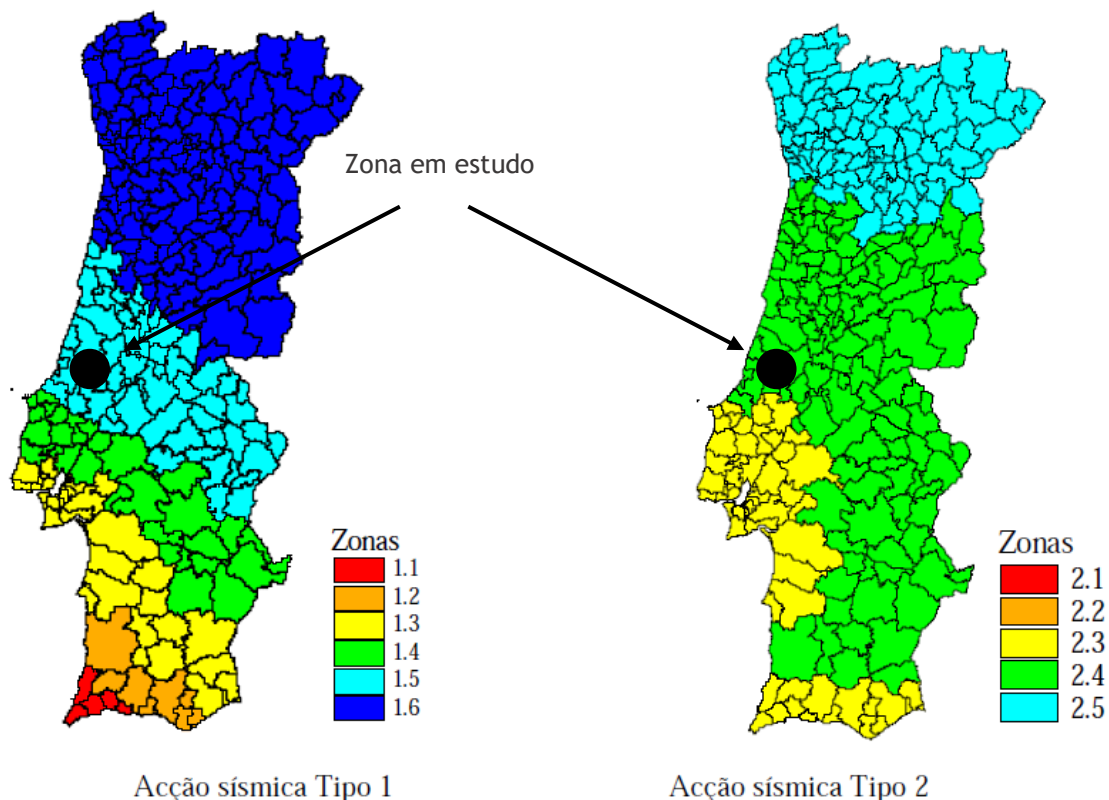 Zona em estudo
Zonas
1.1
1.2
1.3
1.4
1.5
1.6
Zonas
2.1
2.2
2.3
2.4
2.5
Acção sísmica Tipo 1
Acção sísmica Tipo 2